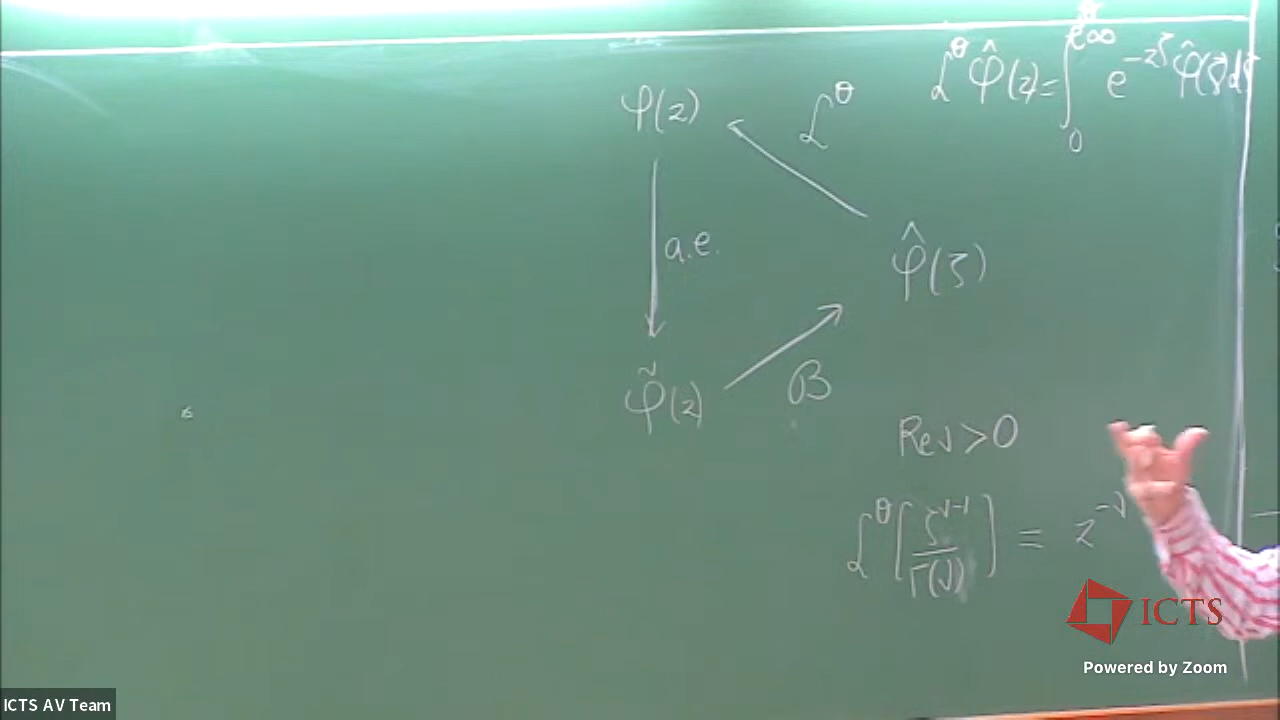 φ(z)
ℒ^θ
ℒ^θ φ̂(z) = ∫_0^{e^{iθ}∞} e^{-zζ} φ̂(ζ)dζ
a.e.
φ̂(ζ)
φ̃(z)
ℬ
Re ν > 0
ℒ^θ[ζ^{ν-1}/Γ(ν)] = z^{-ν}
ICTS
Powered by Zoom
ICTS AV Team